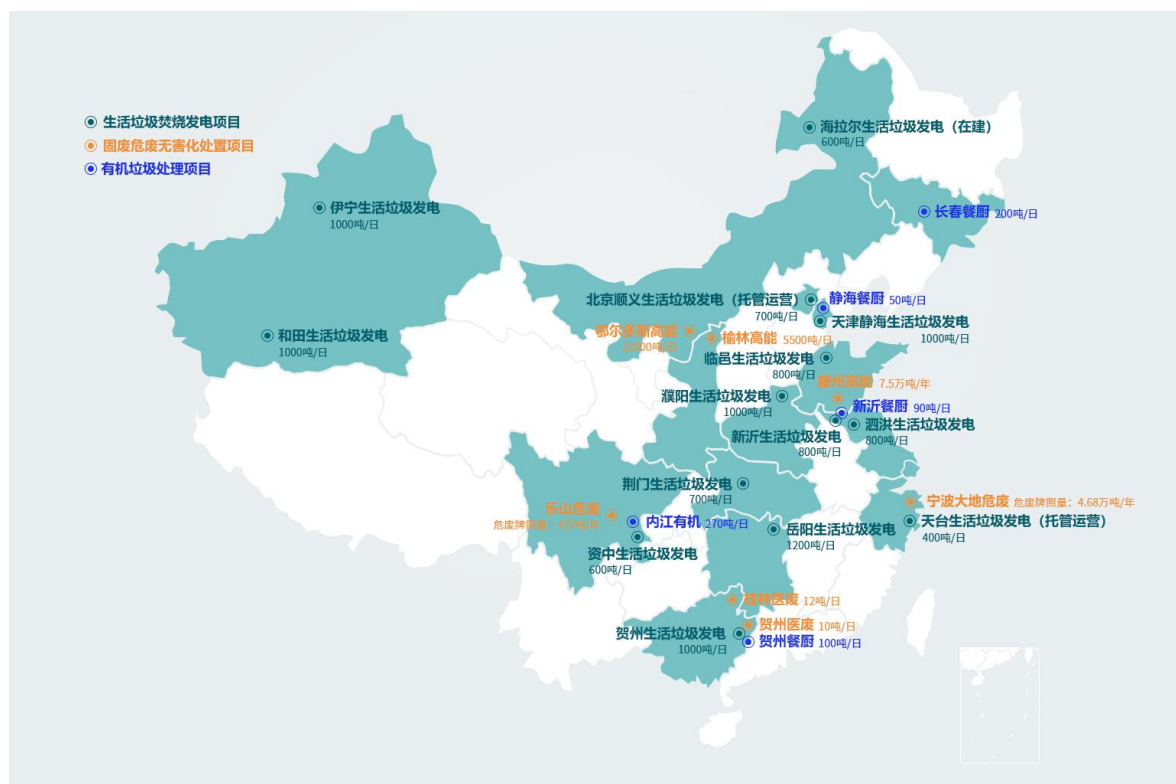 生活垃圾焚烧发电项目
固废危废无害化处置项目
有机垃圾处理项目
海拉尔生活垃圾发电（在建）
600吨/日
伊宁生活垃圾发电
1000吨/日
长春餐厨 200吨/日
北京顺义生活垃圾发电（托管运营）
700吨/日
静海餐厨 50吨/日
天津静海生活垃圾发电
1000吨/日
鄂尔多斯高能
榆林高能 5500吨/日
和田生活垃圾发电
1000吨/日
临邑生活垃圾发电
800吨/日
滕州高能 7.5万吨/年
濮阳生活垃圾发电
1000吨/日
新沂餐厨 90吨/日
泗洪生活垃圾发电
800吨/日
新沂生活垃圾发电
800吨/日
荆门生活垃圾发电
700吨/日
乐山危废
危废牌照量：4万吨/年
宁波大地危废 危废牌照量：4.68万吨/年
内江有机 270吨/日
天台生活垃圾发电（托管运营）
400吨/日
岳阳生活垃圾发电
1200吨/日
资中生活垃圾发电
600吨/日
桂林医废 12吨/日
贺州医废 10吨/日
贺州生活垃圾发电
1000吨/日
贺州餐厨 100吨/日